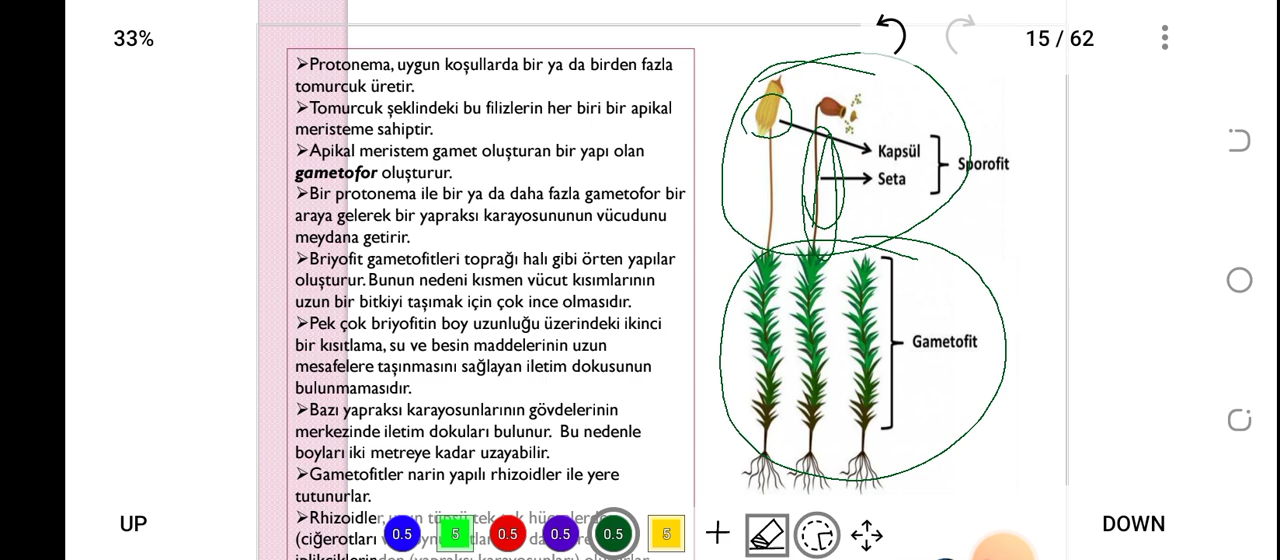 33%
15 / 62
➢Protonema, uygun koşullarda bir ya da birden fazla
tomurcuk üretir.
➢Tomurcuk şeklindeki bu filizlerin her biri bir apikal
meristeme sahiptir.
➢Apikal meristem gamet oluşturan bir yapı olan
gametofor oluşturur.
➢Bir protonema ile bir ya da daha fazla gametofor bir
araya gelerek bir yapraksı karayosununun vücudunu
meydana getirir.
➢Briyofit gametofitleri toprağı halı gibi örten yapılar
oluşturur. Bunun nedeni kısmen vücut kısımlarının
uzun bir bitkiyi taşımak için çok ince olmasıdır.
➢Pek çok briyofitin boy uzunluğu üzerindeki ikinci
bir kısıtlama, su ve besin maddelerinin uzun
mesafelere taşınmasını sağlayan iletim dokusunun
bulunmamasıdır.
➢Bazı yapraksı karayosunlarının gövdelerinin
merkezinde iletim dokuları bulunur. Bu nedenle
boyları iki metreye kadar uzayabilir.
➢Gametofitler narin yapılı rhizoidler ile yere
tutunurlar.
➢Rhizoidler
(ciğerotları
Kapsül
Seta
Sporofit
Gametofit
UP
0.5
5
0.5
0.5
0.5
5
DOWN